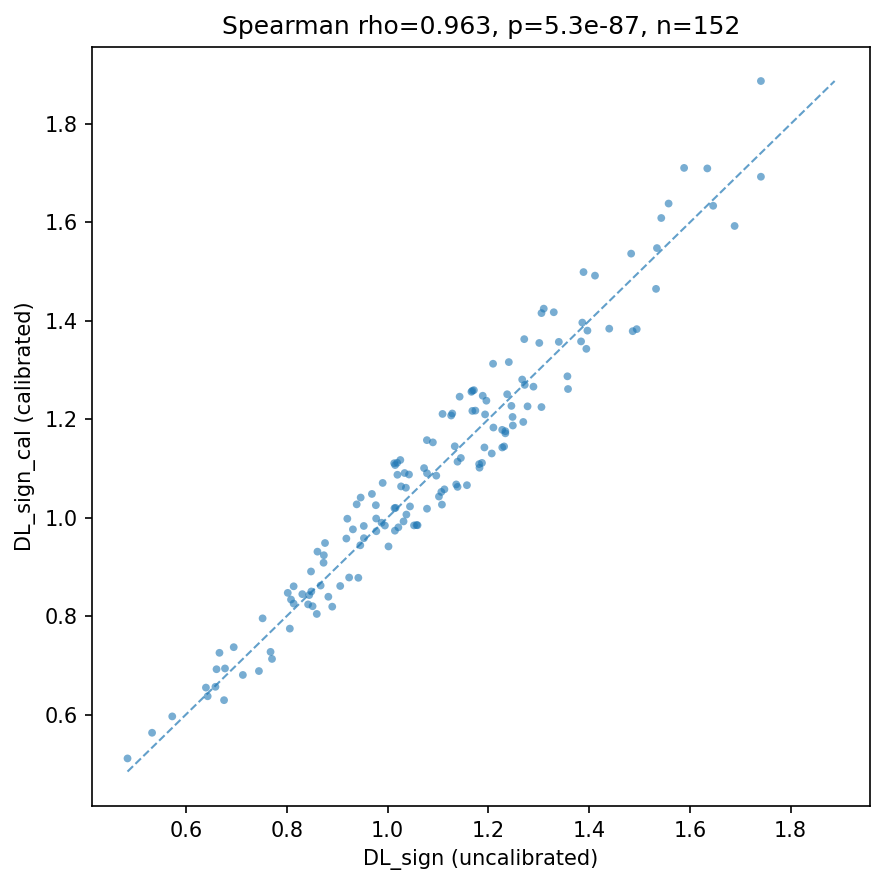 Spearman rho=0.963, p=5.3e-87, n=152
DL_sign_cal (calibrated)
1.8
1.6
1.4
1.2
1.0
0.8
0.6
0.6 0.8 1.0 1.2 1.4 1.6 1.8
DL_sign (uncalibrated)